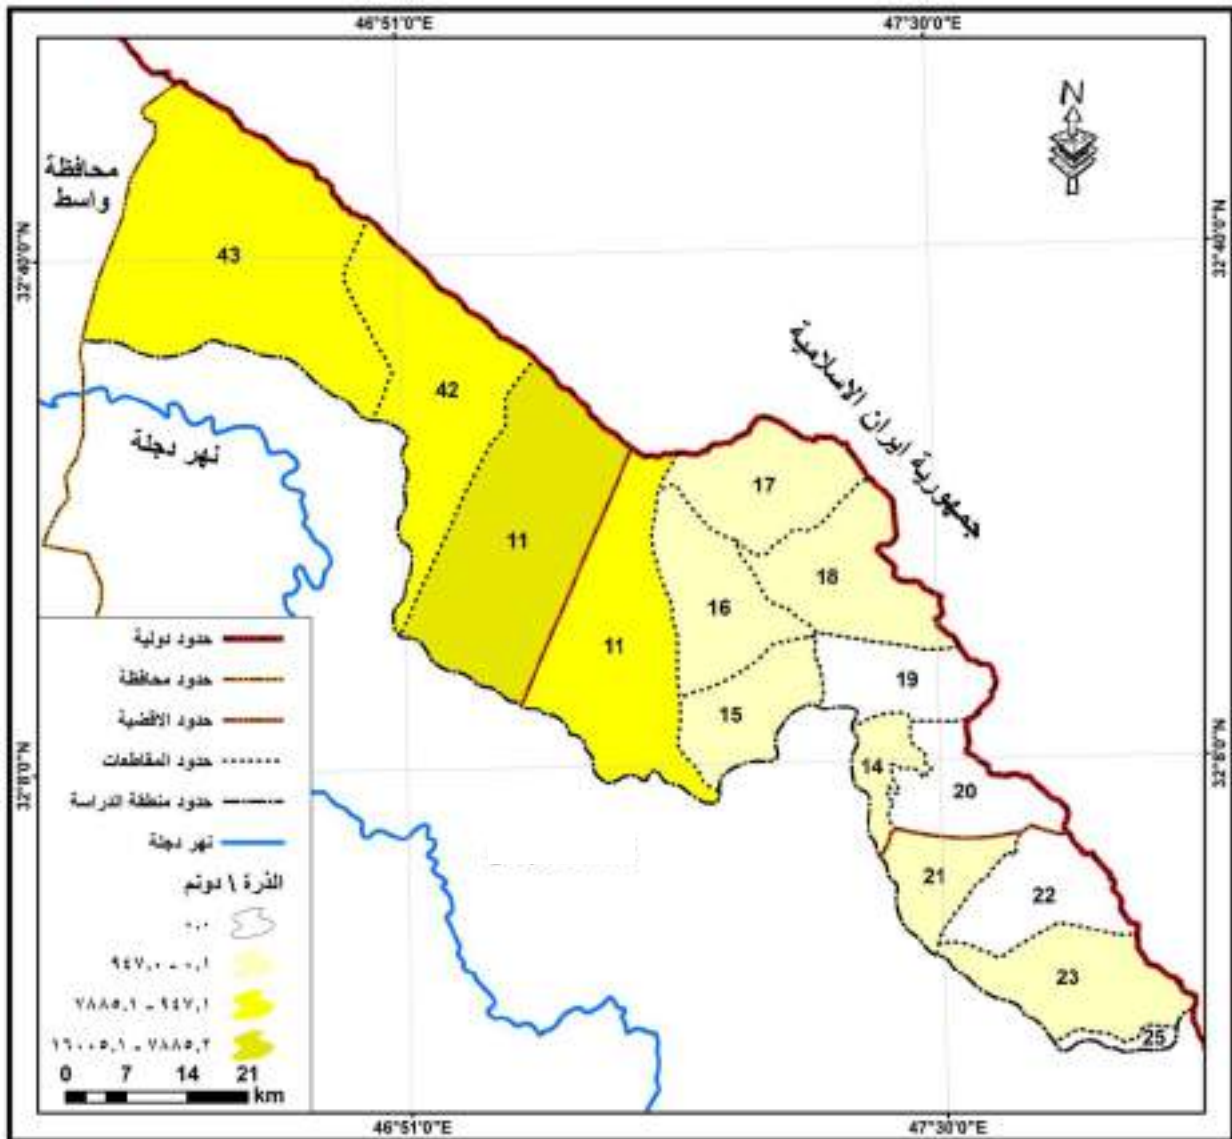 46°51'0"E
47°30'0"E
N
محافظة
واسط
32°40'0"N
32°40'0"N
43
42
جمهورية ايران الاسلامية
نهر دجلة
17
11
18
16
11
19
15
14
20
21
22
23
25
حدود دولية
حدود محافظة
حدود الاقضية
حدود المقاطعات
حدود منطقة الدراسة
نهر دجلة
الذرة \ دونم
٠,٠
٠,١ - ٩٤٧,٠
٩٤٧,١ - ٧٨٨٥,١
٧٨٨٥,٢ - ١٦٠٠٥,١
0 7 14 21
km
32°8'0"N
32°8'0"N
46°51'0"E
47°30'0"E